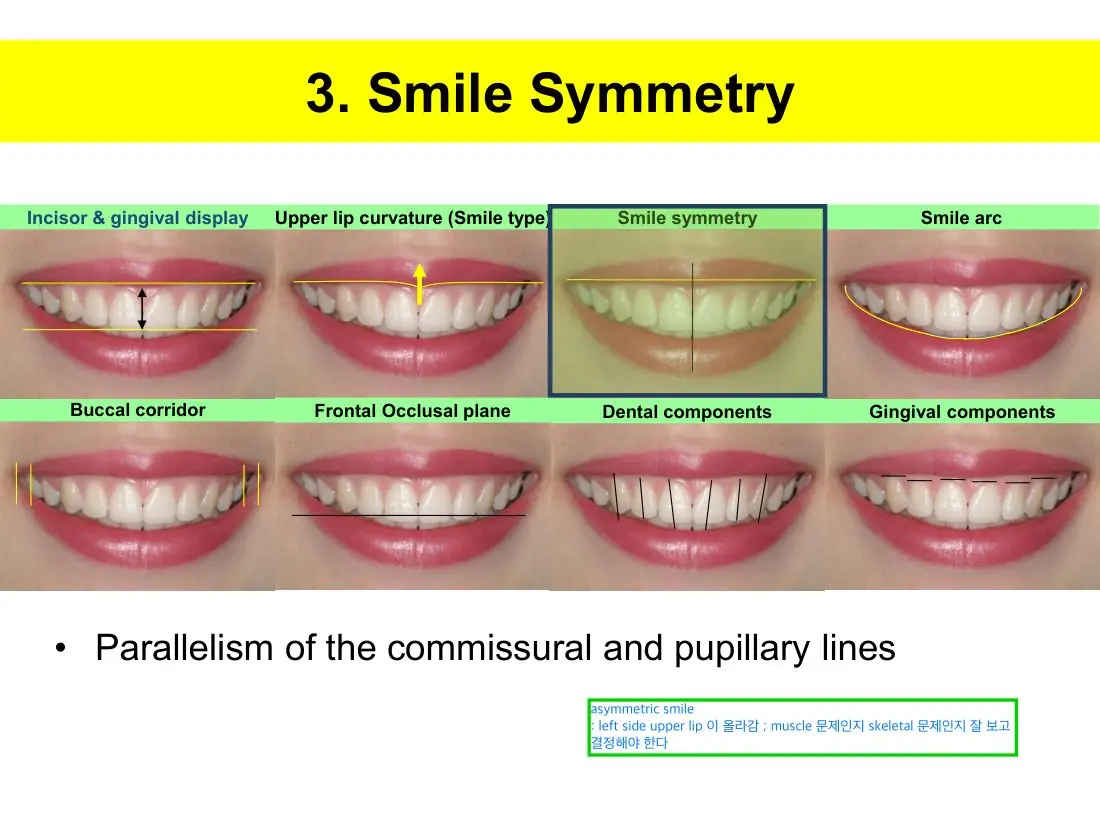 3. Smile Symmetry
Incisor & gingival display
Upper lip curvature (Smile type)
Smile symmetry
Smile arc
Buccal corridor
Frontal Occlusal plane
Dental components
Gingival components
• Parallelism of the commissural and pupillary lines
asymmetric smile
: left side upper lip 이 올라감 ; muscle 문제인지 skeletal 문제인지 잘 보고
결정해야 한다